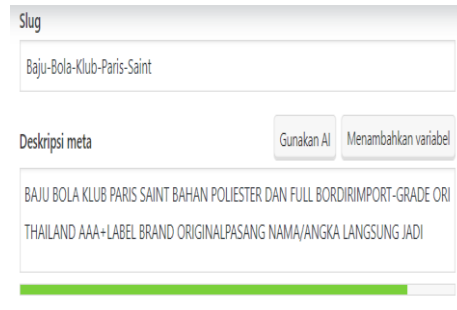 Slug
Baju-Bola-Klub-Paris-Saint
Deskripsi meta
Gunakan AI
Menambahkan variabel
BAJU BOLA KLUB PARIS SAINT BAHAN POLIESTER DAN FULL BORDIRIMPORT-GRADE ORI
THAILAND AAA+LABEL BRAND ORIGINALPASANG NAMA/ANGKA LANGSUNG JADI